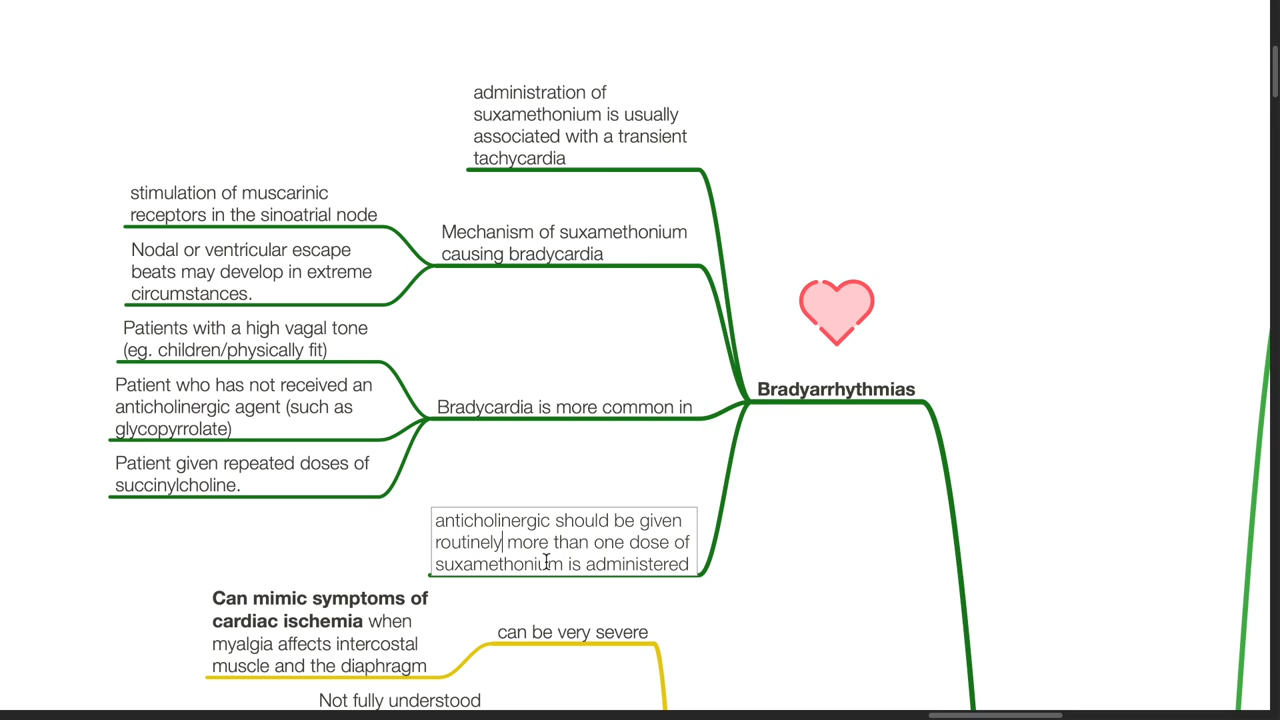 administration of
suxamethonium is usually
associated with a transient
tachycardia
stimulation of muscarinic
receptors in the sinoatrial node
Mechanism of suxamethonium
causing bradycardia
Nodal or ventricular escape
beats may develop in extreme
circumstances.
Patients with a high vagal tone
(eg. children/physically fit)
Patient who has not received an
anticholinergic agent (such as
glycopyrrolate)
Bradycardia is more common in
Bradyarrhythmias
Patient given repeated doses of
succinylcholine.
anticholinergic should be given
routinely more than one dose of
suxamethonium is administered
Can mimic symptoms of
cardiac ischemia when
myalgia affects intercostal
muscle and the diaphragm
can be very severe
Not fully understood